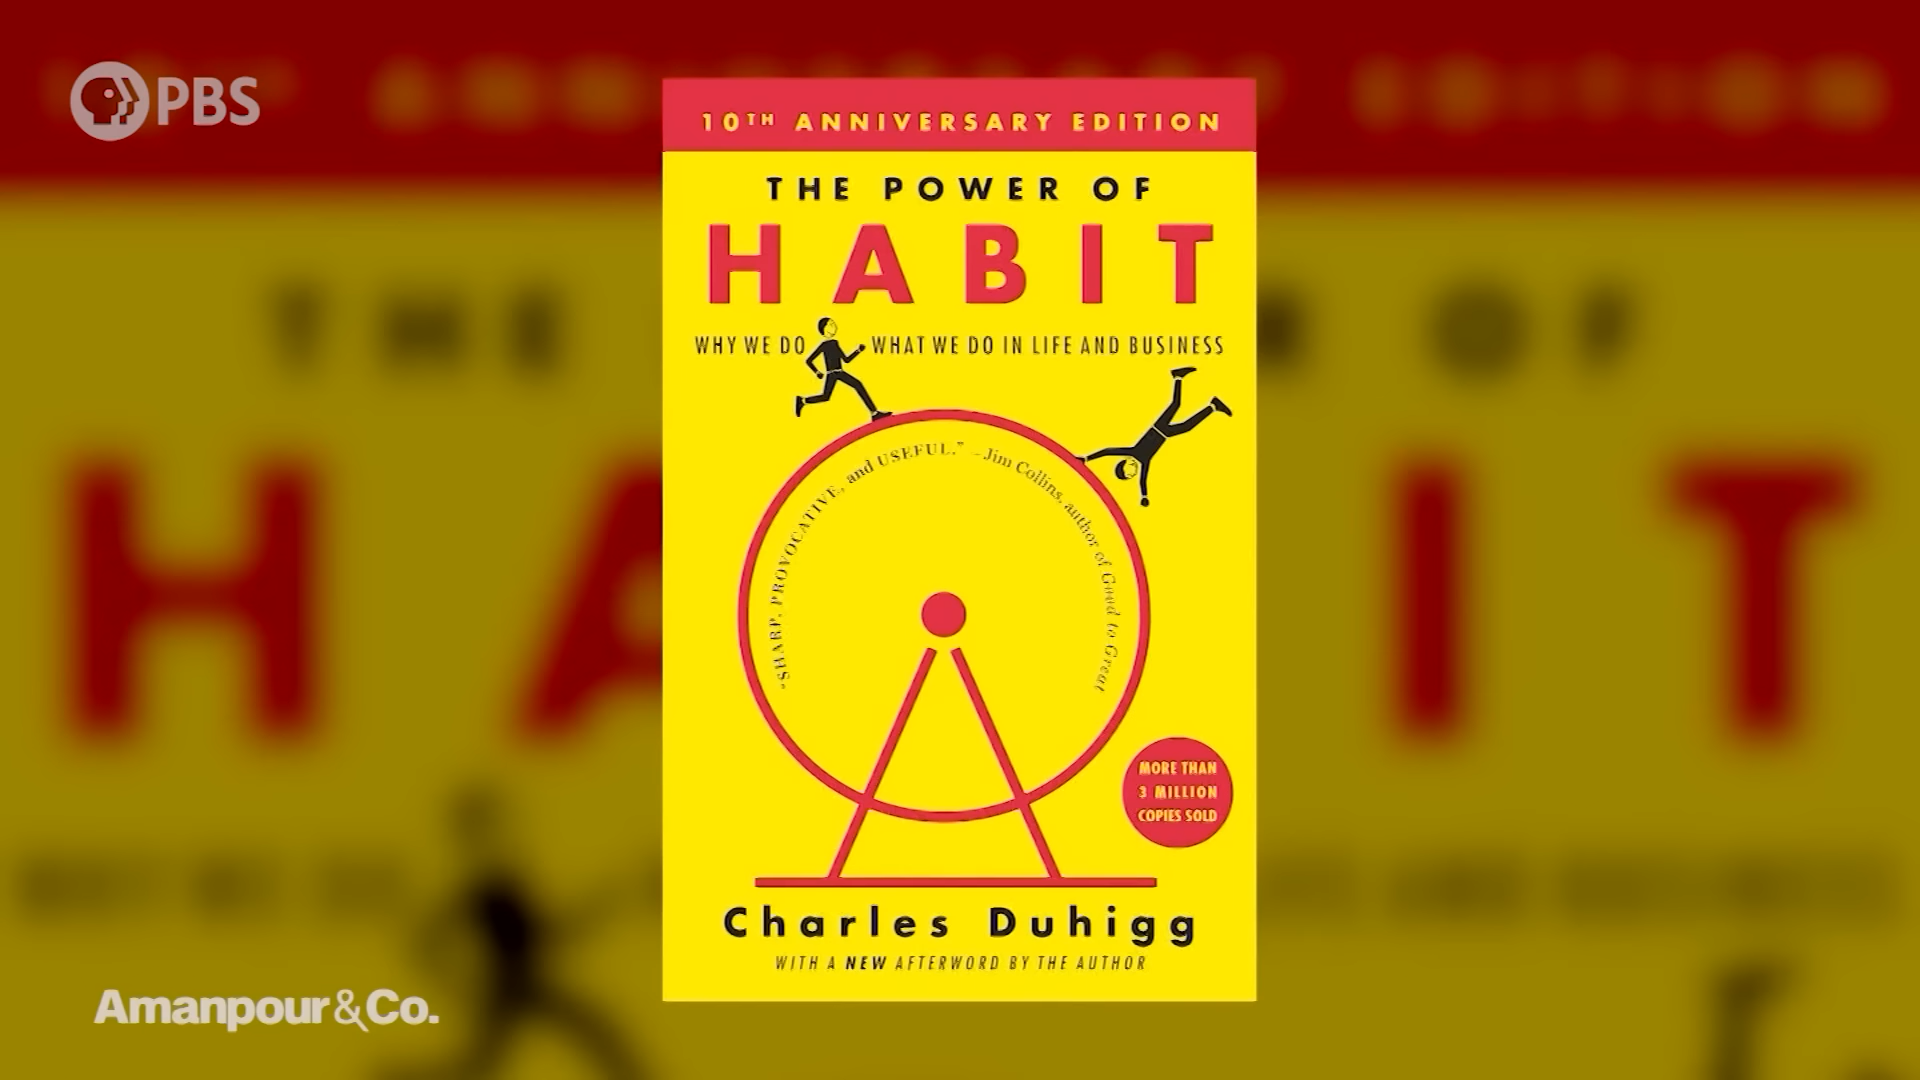 PBS
10TH ANNIVERSARY EDITION
THE POWER OF
HABIT
WHY WE DO WHAT WE DO IN LIFE AND BUSINESS
"SHARP, PROVOCATIVE, and USEFUL." –Jim Collins, author of Good to Great
MORE THAN
3 MILLION
COPIES SOLD
Charles Duhigg
WITH A NEW AFTERWORD BY THE AUTHOR
Amanpour&Co.